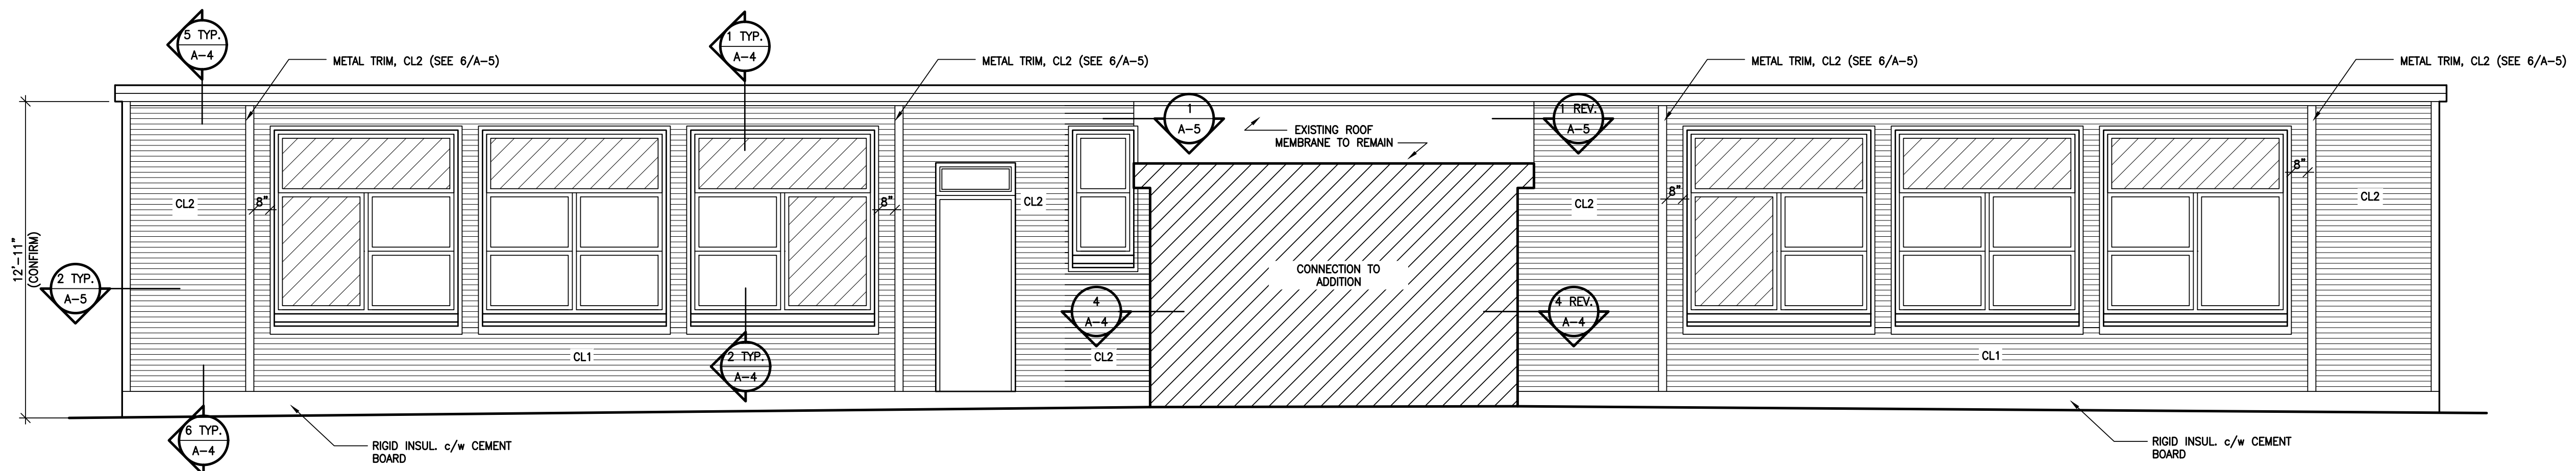 5 TYP.
A-4
METAL TRIM, CL2 (SEE 6/A-5)
1 TYP.
A-4
METAL TRIM, CL2 (SEE 6/A-5)
METAL TRIM, CL2 (SEE 6/A-5)
METAL TRIM, CL2 (SEE 6/A-5)
1
A-5
EXISTING ROOF
MEMBRANE TO REMAIN
1 REV.
A-5
CL2
8"
8"
CL2
CL2
8"
8"
CL2
12'-11"
(CONFIRM)
2 TYP.
A-5
CONNECTION TO
ADDITION
4
A-4
4 REV.
A-4
CL1
2 TYP.
A-4
CL2
CL1
6 TYP.
A-4
RIGID INSUL. c/w CEMENT
BOARD
RIGID INSUL. c/w CEMENT
BOARD